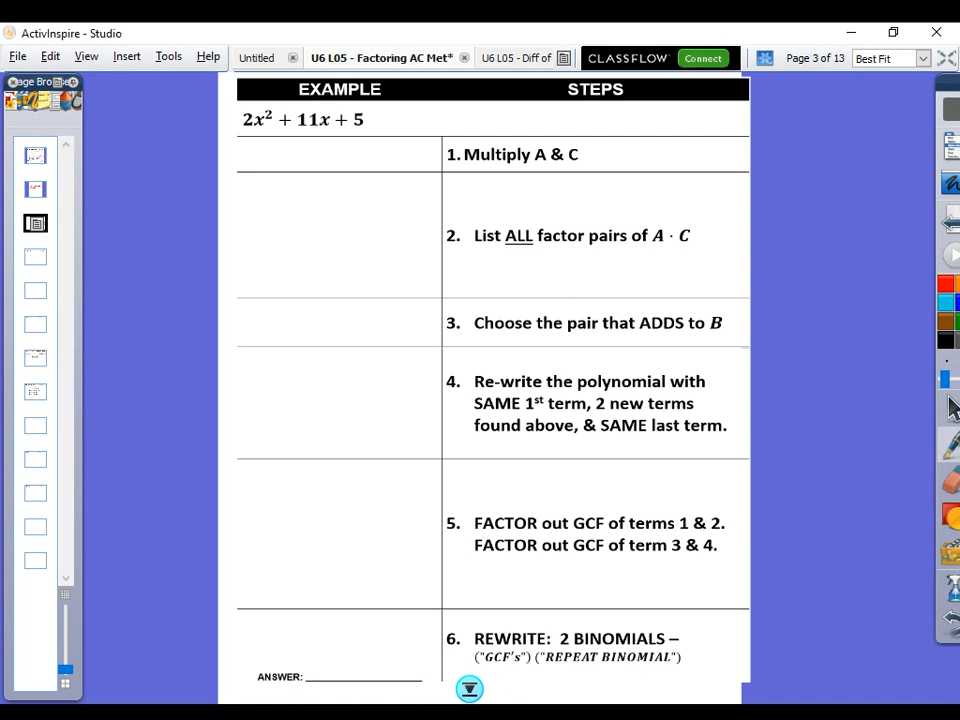 ActivInspire - Studio
File Edit View Insert Tools Help
Untitled
U6 L05 - Factoring AC Met*
U6 L05 - Diff of
CLASSFLOW Connect
Page 3 of 13 Best Fit
EXAMPLE STEPS
2x² + 11x + 5
1. Multiply A & C
2. List ALL factor pairs of A · C
3. Choose the pair that ADDS to B
4. Re-write the polynomial with
SAME 1st term, 2 new terms
found above, & SAME last term.
5. FACTOR out GCF of terms 1 & 2.
FACTOR out GCF of term 3 & 4.
6. REWRITE: 2 BINOMIALS –
("GCF's") ("REPEAT BINOMIAL")
ANSWER: